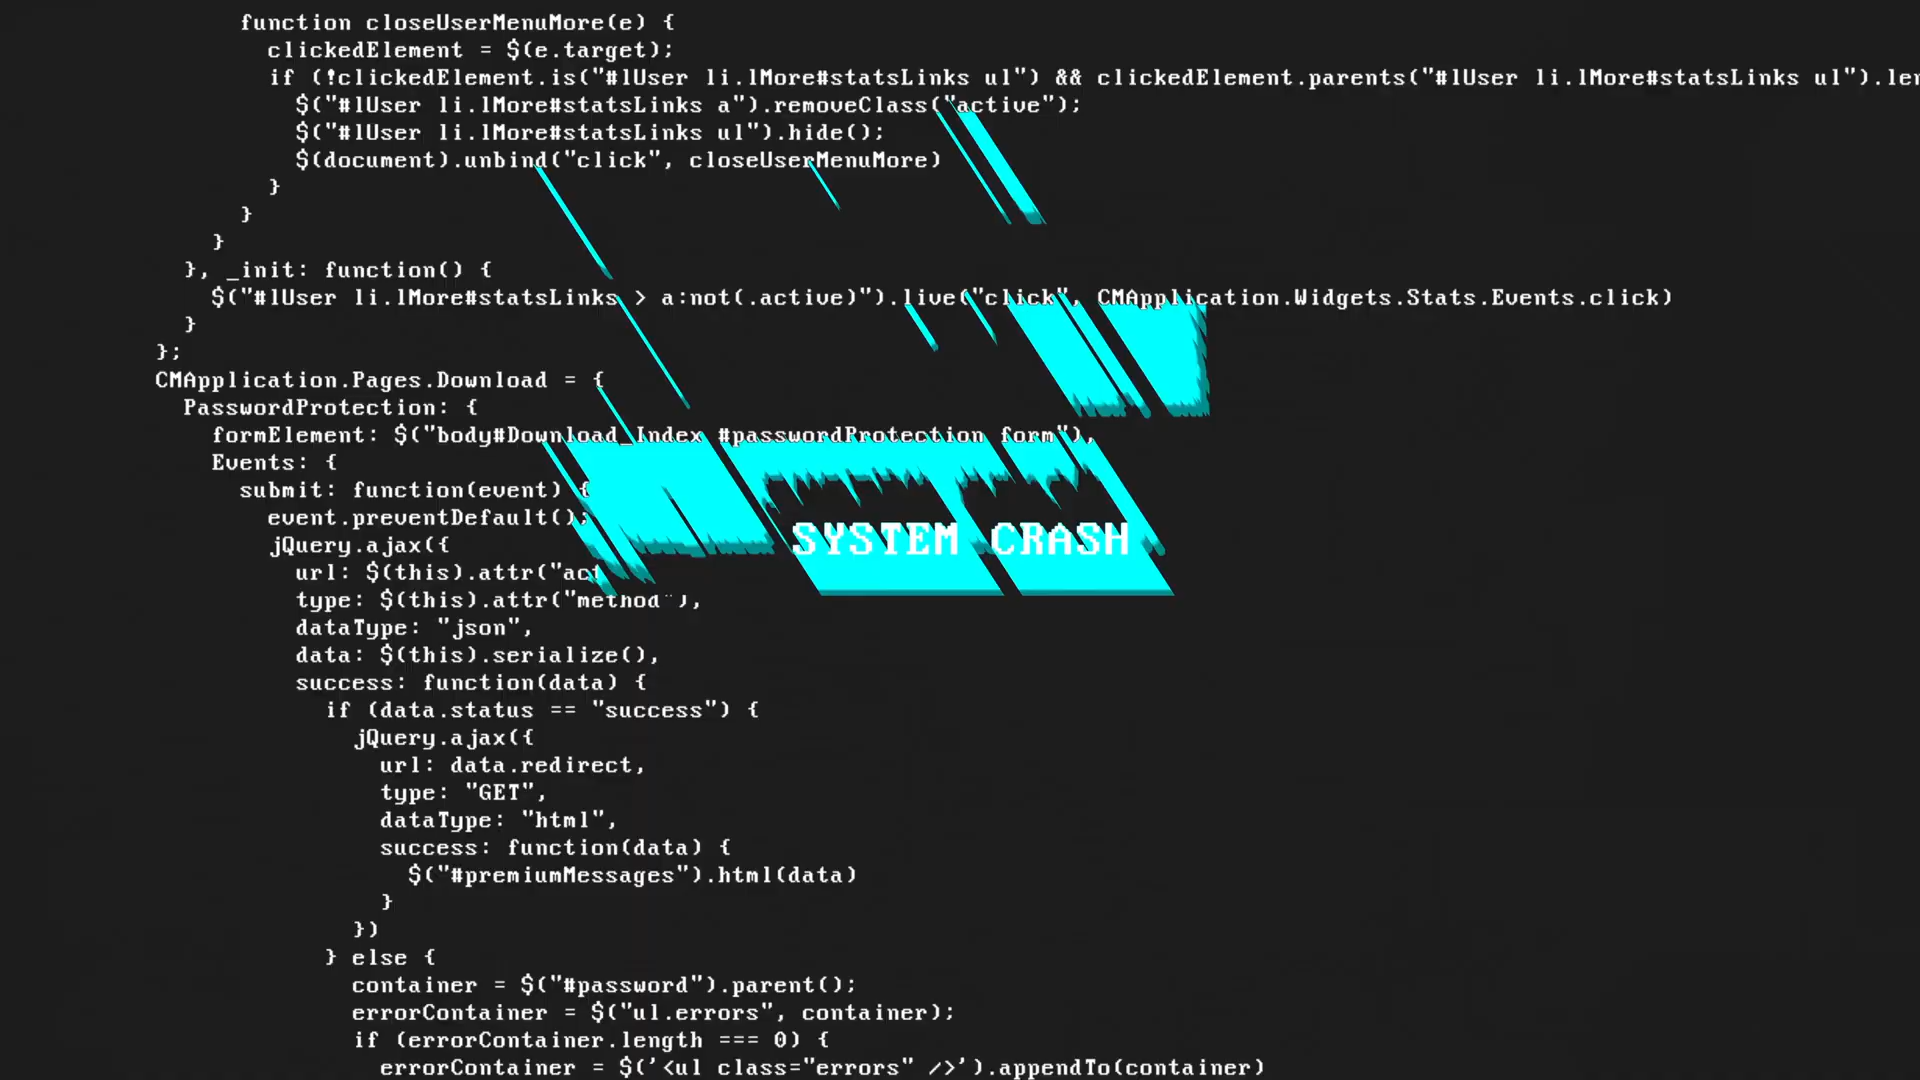 function closeUserMenuMore(e) {
clickedElement = $(e.target);
if (!clickedElement.is("#lUser li.lMore#statsLinks ul") && clickedElement.parents("#lUser li.lMore#statsLinks ul").len
$("#lUser li.lMore#statsLinks a").removeClass("active");
$("#lUser li.lMore#statsLinks ul").hide();
$(document).unbind("click", closeUserMenuMore)
}
}
}
}, _init: function() {
$("#lUser li.lMore#statsLinks > a:not(.active)").live("click", CMApplication.Widgets.Stats.Events.click)
}
};
CMApplication.Pages.Download = {
PasswordProtection: {
formElement: $("body#Download_Index #passwordProtection form"),
Events: {
submit: function(event) {
event.preventDefault();
SYSTEM CRASH
jQuery.ajax({
url: $(this).attr("act
type: $(this).attr("method"),
dataType: "json",
data: $(this).serialize(),
success: function(data) {
if (data.status == "success") {
jQuery.ajax({
url: data.redirect,
type: "GET",
dataType: "html",
success: function(data) {
$("#premiumMessages").html(data)
}
})
} else {
container = $("#password").parent();
errorContainer = $("ul.errors", container);
if (errorContainer.length === 0) {
errorContainer = $('<ul class="errors" />').appendTo(container)